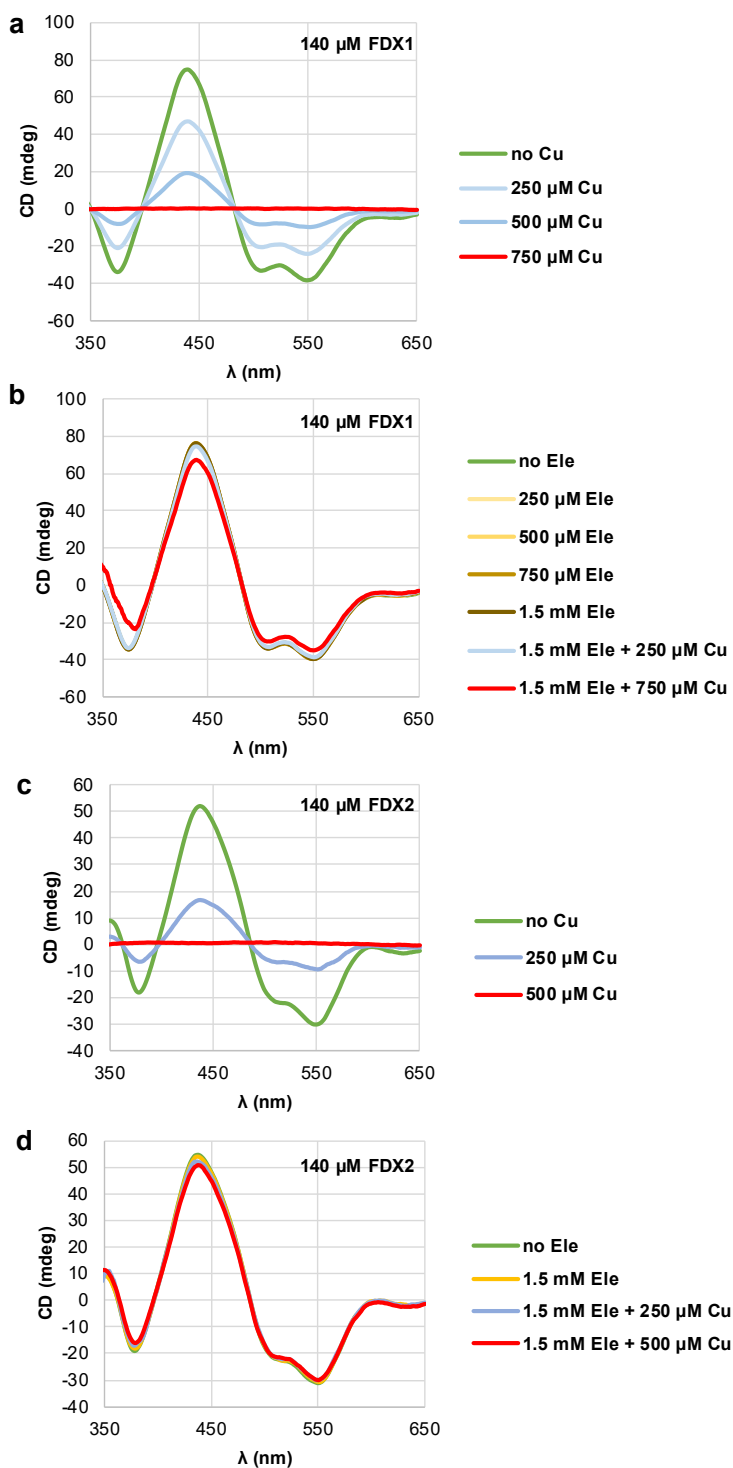 a
140 µM FDX1
100
80
60
40
20
0
-20
-40
-60
CD (mdeg)
350
450
550
650
λ (nm)
no Cu
250 µM Cu
500 µM Cu
750 µM Cu
b
140 µM FDX1
100
80
60
40
20
0
-20
-40
-60
CD (mdeg)
350
450
550
650
λ (nm)
no Ele
250 µM Ele
500 µM Ele
750 µM Ele
1.5 mM Ele
1.5 mM Ele + 250 µM Cu
1.5 mM Ele + 750 µM Cu
c
140 µM FDX2
60
50
40
30
20
10
0
-10
-20
-30
-40
CD (mdeg)
350
450
550
650
λ (nm)
no Cu
250 µM Cu
500 µM Cu
d
140 µM FDX2
60
50
40
30
20
10
0
-10
-20
-30
-40
CD (mdeg)
350
450
550
650
λ (nm)
no Ele
1.5 mM Ele
1.5 mM Ele + 250 µM Cu
1.5 mM Ele + 500 µM Cu